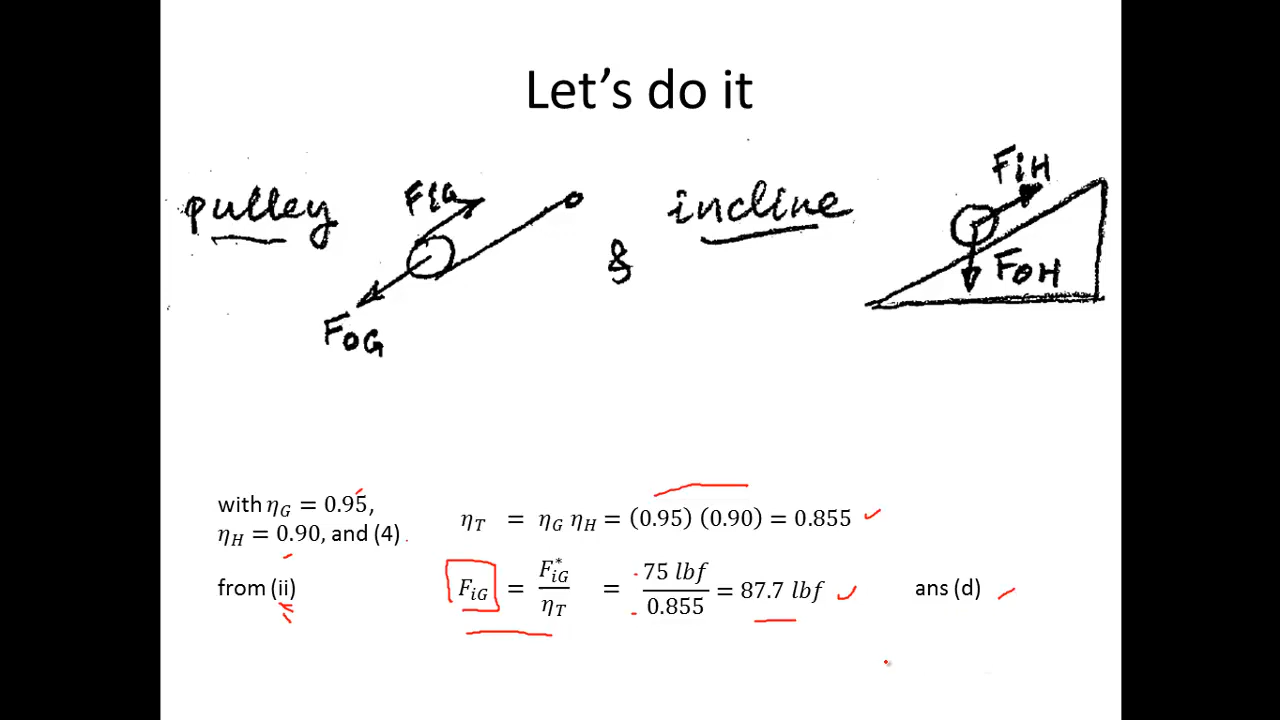 Let's do it
pulley
FiG
FOG
&
incline
FiH
FOH
with η_G = 0.95,
η_H = 0.90, and (4)
η_T = η_G η_H = (0.95) (0.90) = 0.855
from (ii)
F_iG = F*_iG / η_T = 75 lbf / 0.855 = 87.7 lbf
ans (d)